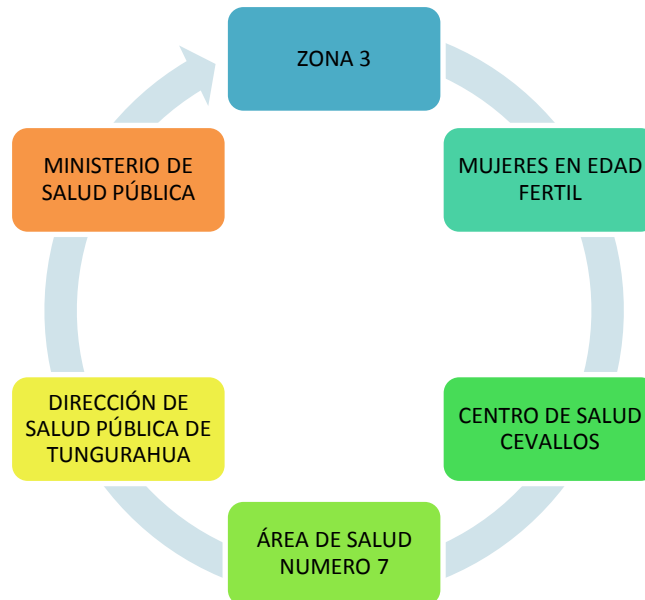 ZONA 3
MUJERES EN EDAD
FERTIL
CENTRO DE SALUD
CEVALLOS
ÁREA DE SALUD
NUMERO 7
DIRECCIÓN DE
SALUD PÚBLICA DE
TUNGURAHUA
MINISTERIO DE
SALUD PÚBLICA